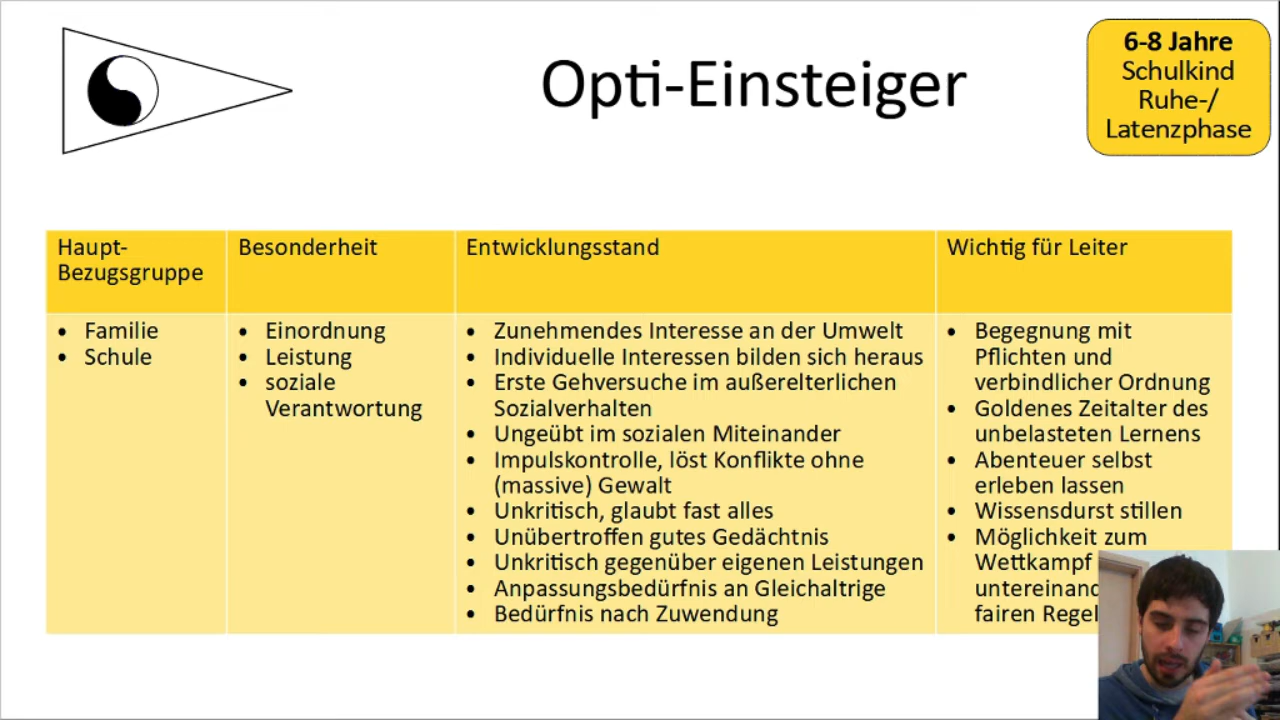 Opti-Einsteiger
6-8 Jahre
Schulkind
Ruhe-/
Latenzphase
Haupt-
Bezugsgruppe
Besonderheit
Entwicklungsstand
Wichtig für Leiter
• Familie
• Schule
• Einordnung
• Leistung
• soziale
Verantwortung
• Zunehmendes Interesse an der Umwelt
• Individuelle Interessen bilden sich heraus
• Erste Gehversuche im außerelterlichen
Sozialverhalten
• Ungeübt im sozialen Miteinander
• Impulskontrolle, löst Konflikte ohne
(massive) Gewalt
• Unkritisch, glaubt fast alles
• Unübertroffen gutes Gedächtnis
• Unkritisch gegenüber eigenen Leistungen
• Anpassungsbedürfnis an Gleichaltrige
• Bedürfnis nach Zuwendung
• Begegnung mit
Pflichten und
verbindlicher Ordnung
• Goldenes Zeitalter des
unbelasteten Lernens
• Abenteuer selbst
erleben lassen
• Wissensdurst stillen
• Möglichkeit zum
Wettkampf
fairen